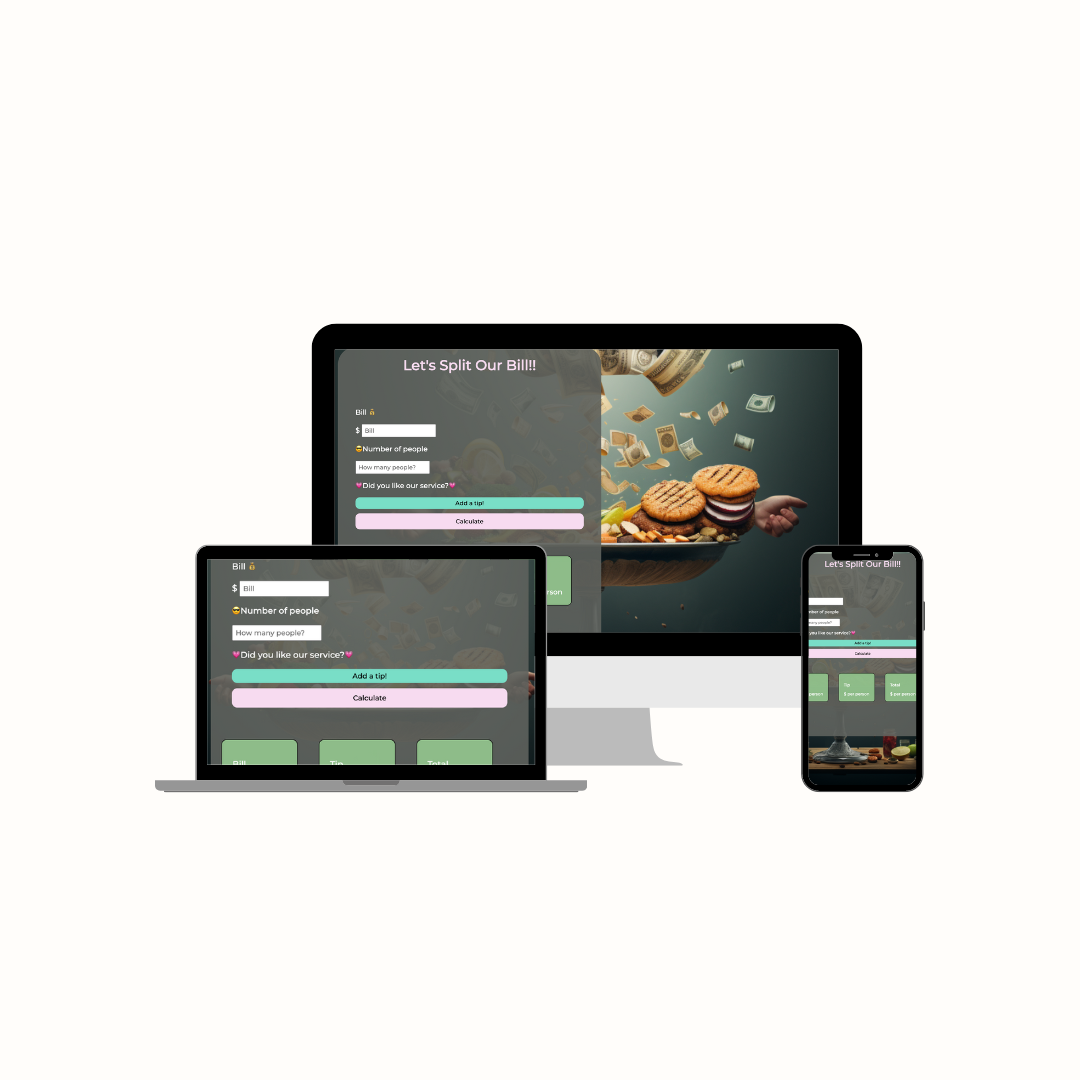 Let's Split Our Bill!!
Bill 💰
$ Bill
😎Number of people
How many people?
💗Did you like our service?💗
Add a tip!
Calculate
rson
Bill 💰
$ Bill
😎Number of people
How many people?
💗Did you like our service?💗
Add a tip!
Calculate
Bill Tip Total
Let's Split Our Bill!!
mber of people
many people?
you like our service?💗
Add a tip!
Calculate
Tip Total
person $ per person $ per person